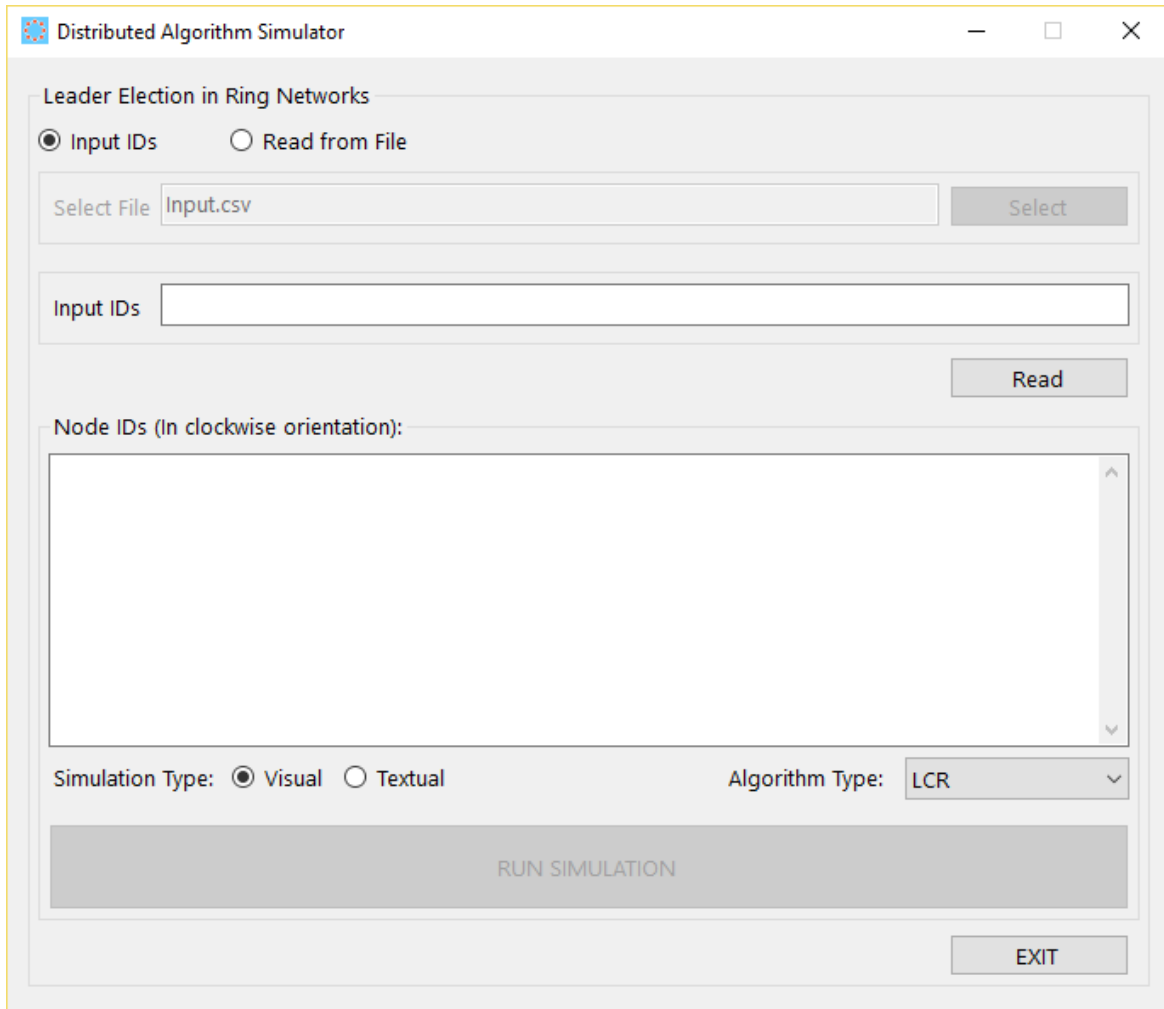 Distributed Algorithm Simulator
Leader Election in Ring Networks
Input IDs Read from File
Select File Input.csv Select
Input IDs
Read
Node IDs (In clockwise orientation):
Simulation Type: Visual Textual Algorithm Type: LCR
RUN SIMULATION
EXIT